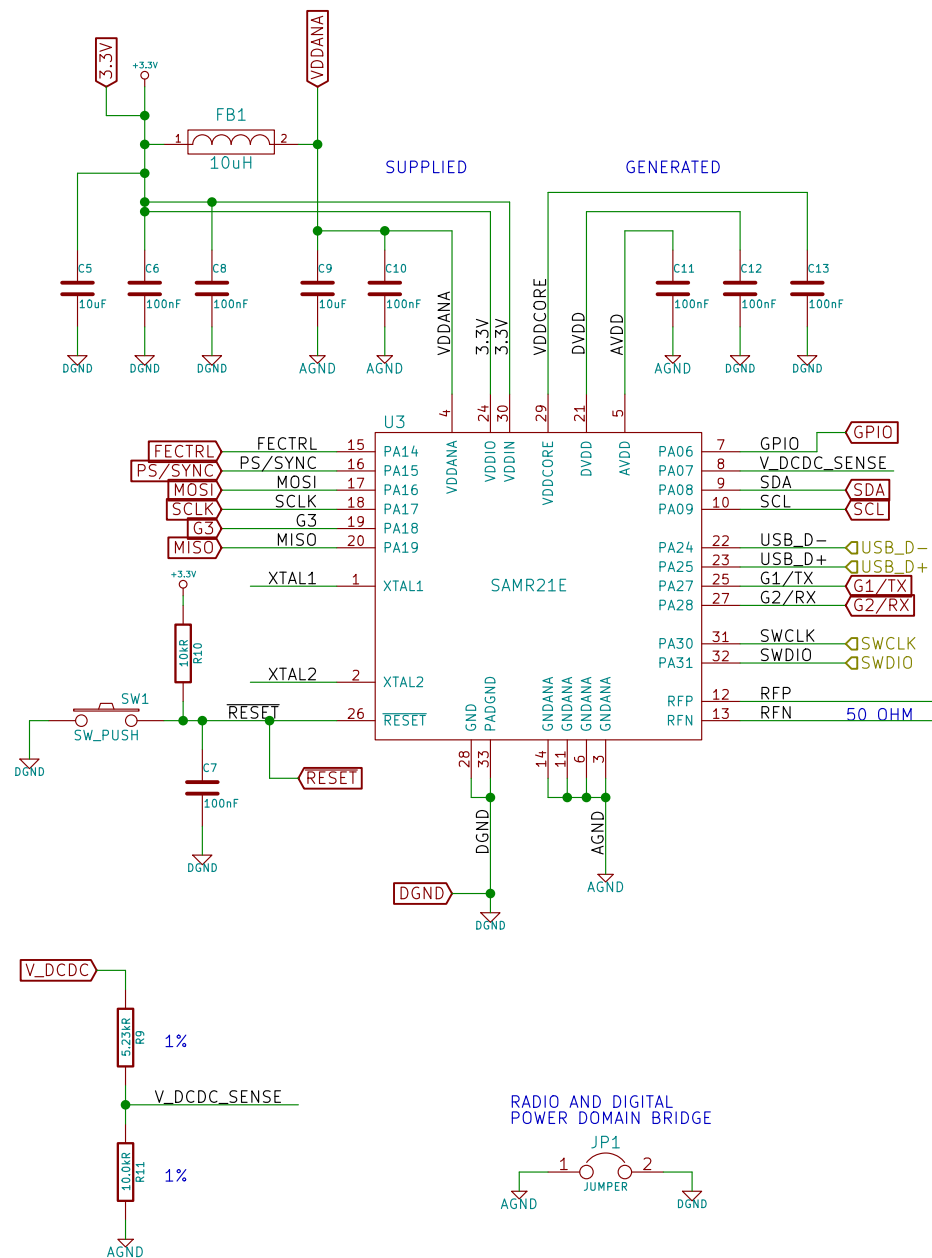 3.3V
+3.3V
VDDANA
FB1
1
2
10uH
SUPPLIED
GENERATED
C5
10uF
DGND
C6
100nF
DGND
C8
100nF
DGND
C9
10uF
AGND
C10
100nF
AGND
C11
100nF
AGND
C12
100nF
DGND
C13
100nF
DGND
VDDANA
3.3V
3.3V
VDDCORE
DVDD
AVDD
4
24
30
29
21
5
U3
VDDANA
VDDIO
VDDIN
VDDCORE
DVDD
AVDD
FECTRL FECTRL 15 PA14
PS/SYNC PS/SYNC 16 PA15
MOSI MOSI 17 PA16
SCLK SCLK 18 PA17
G3 G3 19 PA18
MISO MISO 20 PA19
XTAL1 1 XTAL1
XTAL2 2 XTAL2
RESET 26 RESET
SAMR21E
PA06 7 GPIO GPIO
PA07 8 V_DCDC_SENSE
PA08 9 SDA SDA
PA09 10 SCL SCL
PA24 22 USB_D- USB_D-
PA25 23 USB_D+ USB_D+
PA27 25 G1/TX G1/TX
PA28 27 G2/RX G2/RX
PA30 31 SWCLK SWCLK
PA31 32 SWDIO SWDIO
RFP 12 RFP
RFN 13 RFN 50 OHM
+3.3V
10kR
R10
SW1
SW_PUSH
DGND
RESET
C7
100nF
DGND
GND
PADGND
GNDANA
GNDANA
GNDANA
GNDANA
28
33
14
11
6
3
DGND
AGND
AGND
DGND
DGND
V_DCDC
5.23kR
R9
1%
V_DCDC_SENSE
10.0kR
R11
1%
AGND
RADIO AND DIGITAL
POWER DOMAIN BRIDGE
JP1
1
2
JUMPER
AGND
DGND